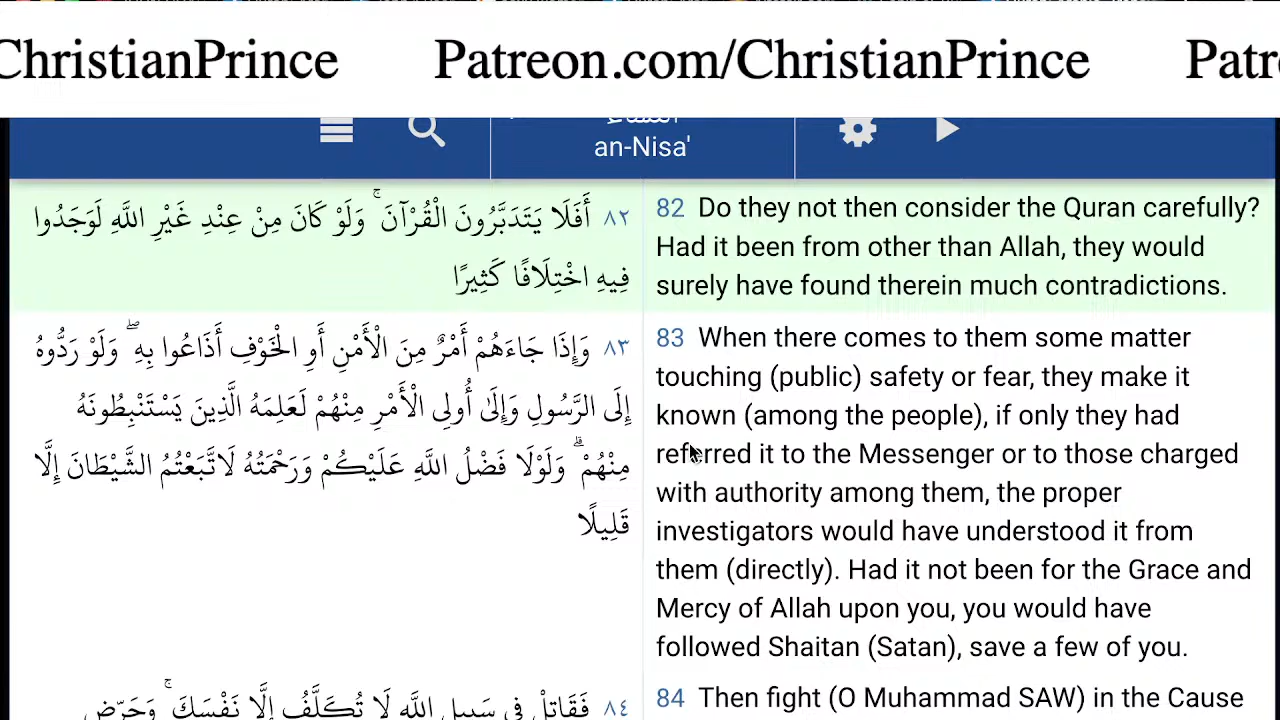 ChristianPrince Patreon.com/ChristianPrince Patr
an-Nisa'
٨٢ أَفَلَا يَتَدَبَّرُونَ الْقُرْآنَ ۚ وَلَوْ كَانَ مِنْ عِنْدِ غَيْرِ اللَّهِ لَوَجَدُوا
فِيهِ اخْتِلَافًا كَثِيرًا
82 Do they not then consider the Quran carefully?
Had it been from other than Allah, they would
surely have found therein much contradictions.
٨٣ وَإِذَا جَاءَهُمْ أَمْرٌ مِنَ الْأَمْنِ أَوِ الْخَوْفِ أَذَاعُوا بِهِ ۖ وَلَوْ رَدُّوهُ
إِلَى الرَّسُولِ وَإِلَىٰ أُولِي الْأَمْرِ مِنْهُمْ لَعَلِمَهُ الَّذِينَ يَسْتَنْبِطُونَهُ
مِنْهُمْ ۗ وَلَوْلَا فَضْلُ اللَّهِ عَلَيْكُمْ وَرَحْمَتُهُ لَاتَّبَعْتُمُ الشَّيْطَانَ إِلَّا
قَلِيلًا
83 When there comes to them some matter
touching (public) safety or fear, they make it
known (among the people), if only they had
referred it to the Messenger or to those charged
with authority among them, the proper
investigators would have understood it from
them (directly). Had it not been for the Grace and
Mercy of Allah upon you, you would have
followed Shaitan (Satan), save a few of you.
٨٤ فَقَاتِلْ فِي سَبِيلِ اللَّهِ لَا تُكَلَّفُ إِلَّا نَفْسَكَ ۚ وَحَرِّضِ
84 Then fight (O Muhammad SAW) in the Cause